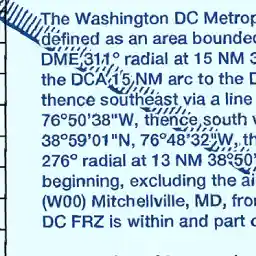 The Washington DC Metrop
defined as an area bounded
DME 311° radial at 15 NM 3
the DCA 15 NM arc to the D
thence southeast via a line
76°50'38"W, thence south v
38°59'01"N, 76°48'32"W, th
276° radial at 13 NM 38°50'
beginning, excluding the ai
(W00) Mitchellville, MD, fro
DC FRZ is within and part o